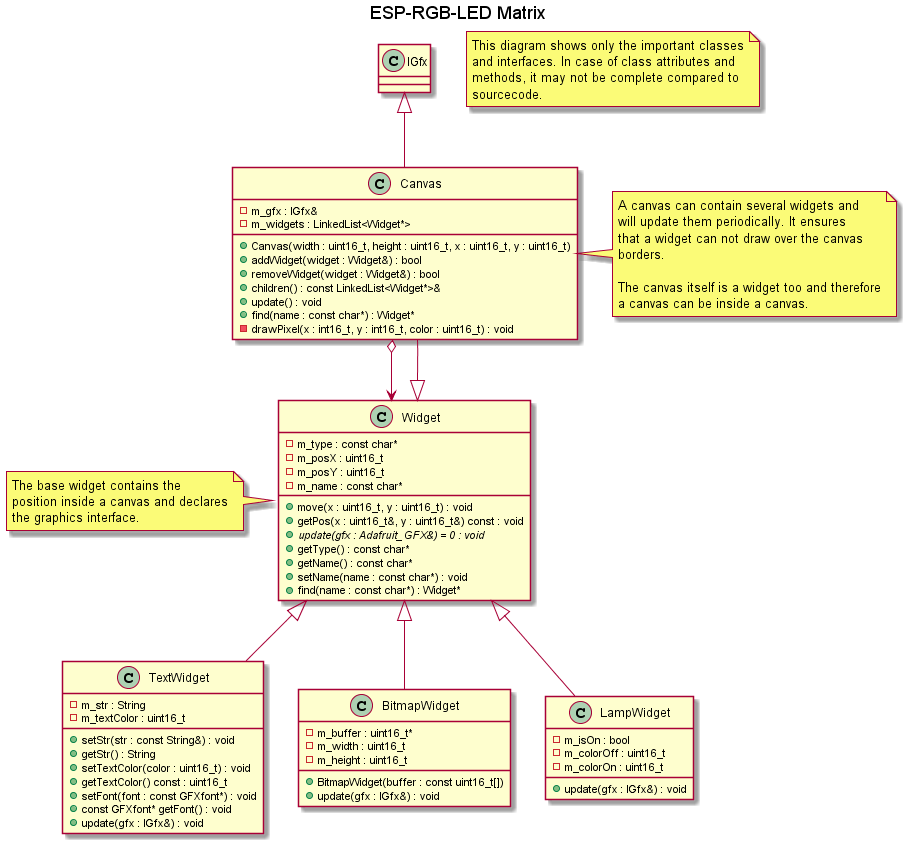 ESP-RGB-LED Matrix
C IGfx
This diagram shows only the important classes
and interfaces. In case of class attributes and
methods, it may not be complete compared to
sourcecode.
C Canvas
m_gfx : IGfx&
m_widgets : LinkedList<Widget*>
Canvas(width : uint16_t, height : uint16_t, x : uint16_t, y : uint16_t)
addWidget(widget : Widget&) : bool
removeWidget(widget : Widget&) : bool
children() : const LinkedList<Widget*>&
update() : void
find(name : const char*) : Widget*
drawPixel(x : int16_t, y : int16_t, color : uint16_t) : void
A canvas can contain several widgets and
will update them periodically. It ensures
that a widget can not draw over the canvas
borders.
The canvas itself is a widget too and therefore
a canvas can be inside a canvas.
C Widget
m_type : const char*
m_posX : uint16_t
m_posY : uint16_t
m_name : const char*
move(x : uint16_t, y : uint16_t) : void
getPos(x : uint16_t&, y : uint16_t&) const : void
update(gfx : Adafruit_GFX&) = 0 : void
getType() : const char*
getName() : const char*
setName(name : const char*) : void
find(name : const char*) : Widget*
The base widget contains the
position inside a canvas and declares
the graphics interface.
C TextWidget
m_str : String
m_textColor : uint16_t
setStr(str : const String&) : void
getStr() : String
setTextColor(color : uint16_t) : void
getTextColor() const : uint16_t
setFont(font : const GFXfont*) : void
const GFXfont* getFont() : void
update(gfx : IGfx&) : void
C BitmapWidget
m_buffer : uint16_t*
m_width : uint16_t
m_height : uint16_t
BitmapWidget(buffer : const uint16_t[])
update(gfx : IGfx&) : void
C LampWidget
m_isOn : bool
m_colorOff : uint16_t
m_colorOn : uint16_t
update(gfx : IGfx&) : void